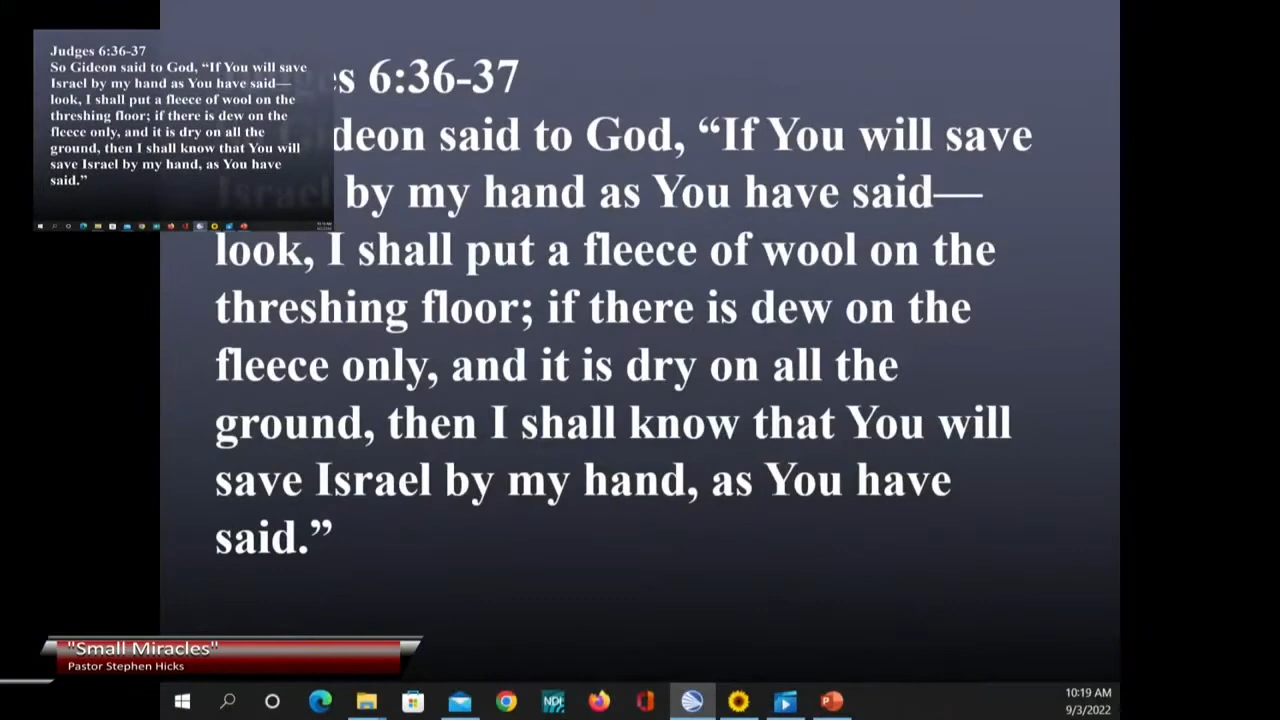 Judges 6:36-37
So Gideon said to God, “If You will save
Israel by my hand as You have said—
look, I shall put a fleece of wool on the
threshing floor; if there is dew on the
fleece only, and it is dry on all the
ground, then I shall know that You will
save Israel by my hand, as You have
said.”
es 6:36-37
deon said to God, “If You will save
Israel by my hand as You have said—
look, I shall put a fleece of wool on the
threshing floor; if there is dew on the
fleece only, and it is dry on all the
ground, then I shall know that You will
save Israel by my hand, as You have
said.”
"Small Miracles"
Pastor Stephen Hicks
NDI
10:19 AM
9/3/2022